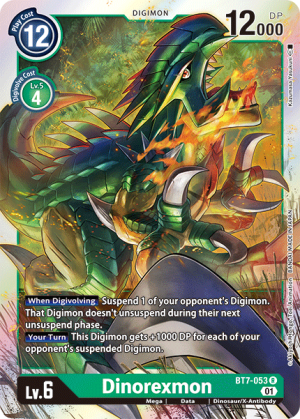 DIGIMON
Play Cost
12
DP
12000
Digivolve Cost
Lv.5
4
When Digivolving Suspend 1 of your opponent's Digimon.
That Digimon doesn't unsuspend during their next
unsuspend phase.
Your Turn This Digimon gets +1000 DP for each of your
opponent's suspended Digimon.
Lv.6
Dinorexmon
BT7-053 R
01
Mega | Data | Dinosaur/X-Antibody